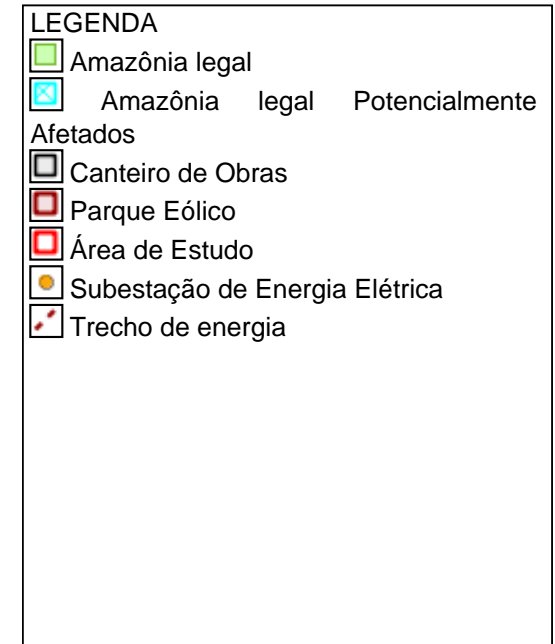 LEGENDA
Amazônia legal
Amazônia legal Potencialmente
Afetados
Canteiro de Obras
Parque Eólico
Área de Estudo
Subestação de Energia Elétrica
Trecho de energia